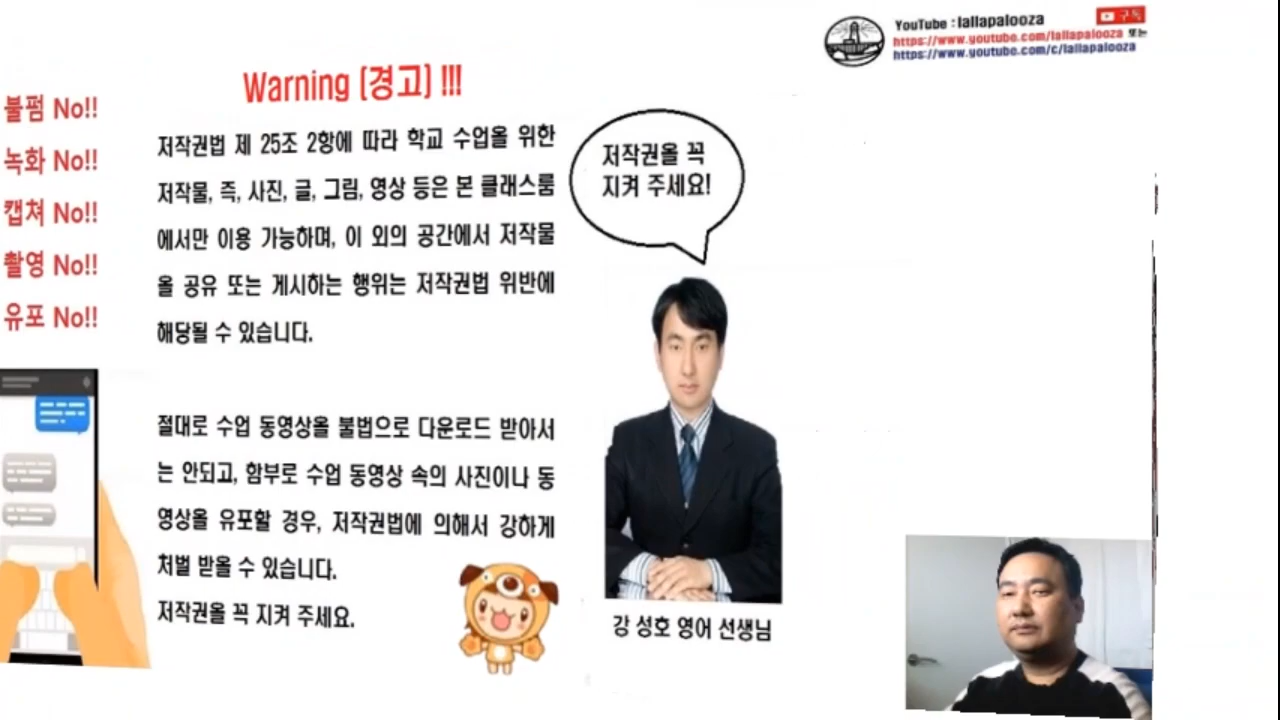 YouTube : lallapalooza
구독
https://www.youtube.com/lallapalooza 또는
https://www.youtube.com/c/lallapalooza
Warning (경고) !!!
불펌 No!!
녹화 No!!
캡쳐 No!!
촬영 No!!
유포 No!!
저작권법 제 25조 2항에 따라 학교 수업을 위한
저작물, 즉, 사진, 글, 그림, 영상 등은 본 클래스룸
에서만 이용 가능하며, 이 외의 공간에서 저작물
을 공유 또는 게시하는 행위는 저작권법 위반에
해당될 수 있습니다.
절대로 수업 동영상을 불법으로 다운로드 받아서
는 안되고, 함부로 수업 동영상 속의 사진이나 동
영상을 유포할 경우, 저작권법에 의해서 강하게
처벌 받을 수 있습니다.
저작권을 꼭 지켜 주세요.
저작권을 꼭
지켜 주세요!
강 성호 영어 선생님